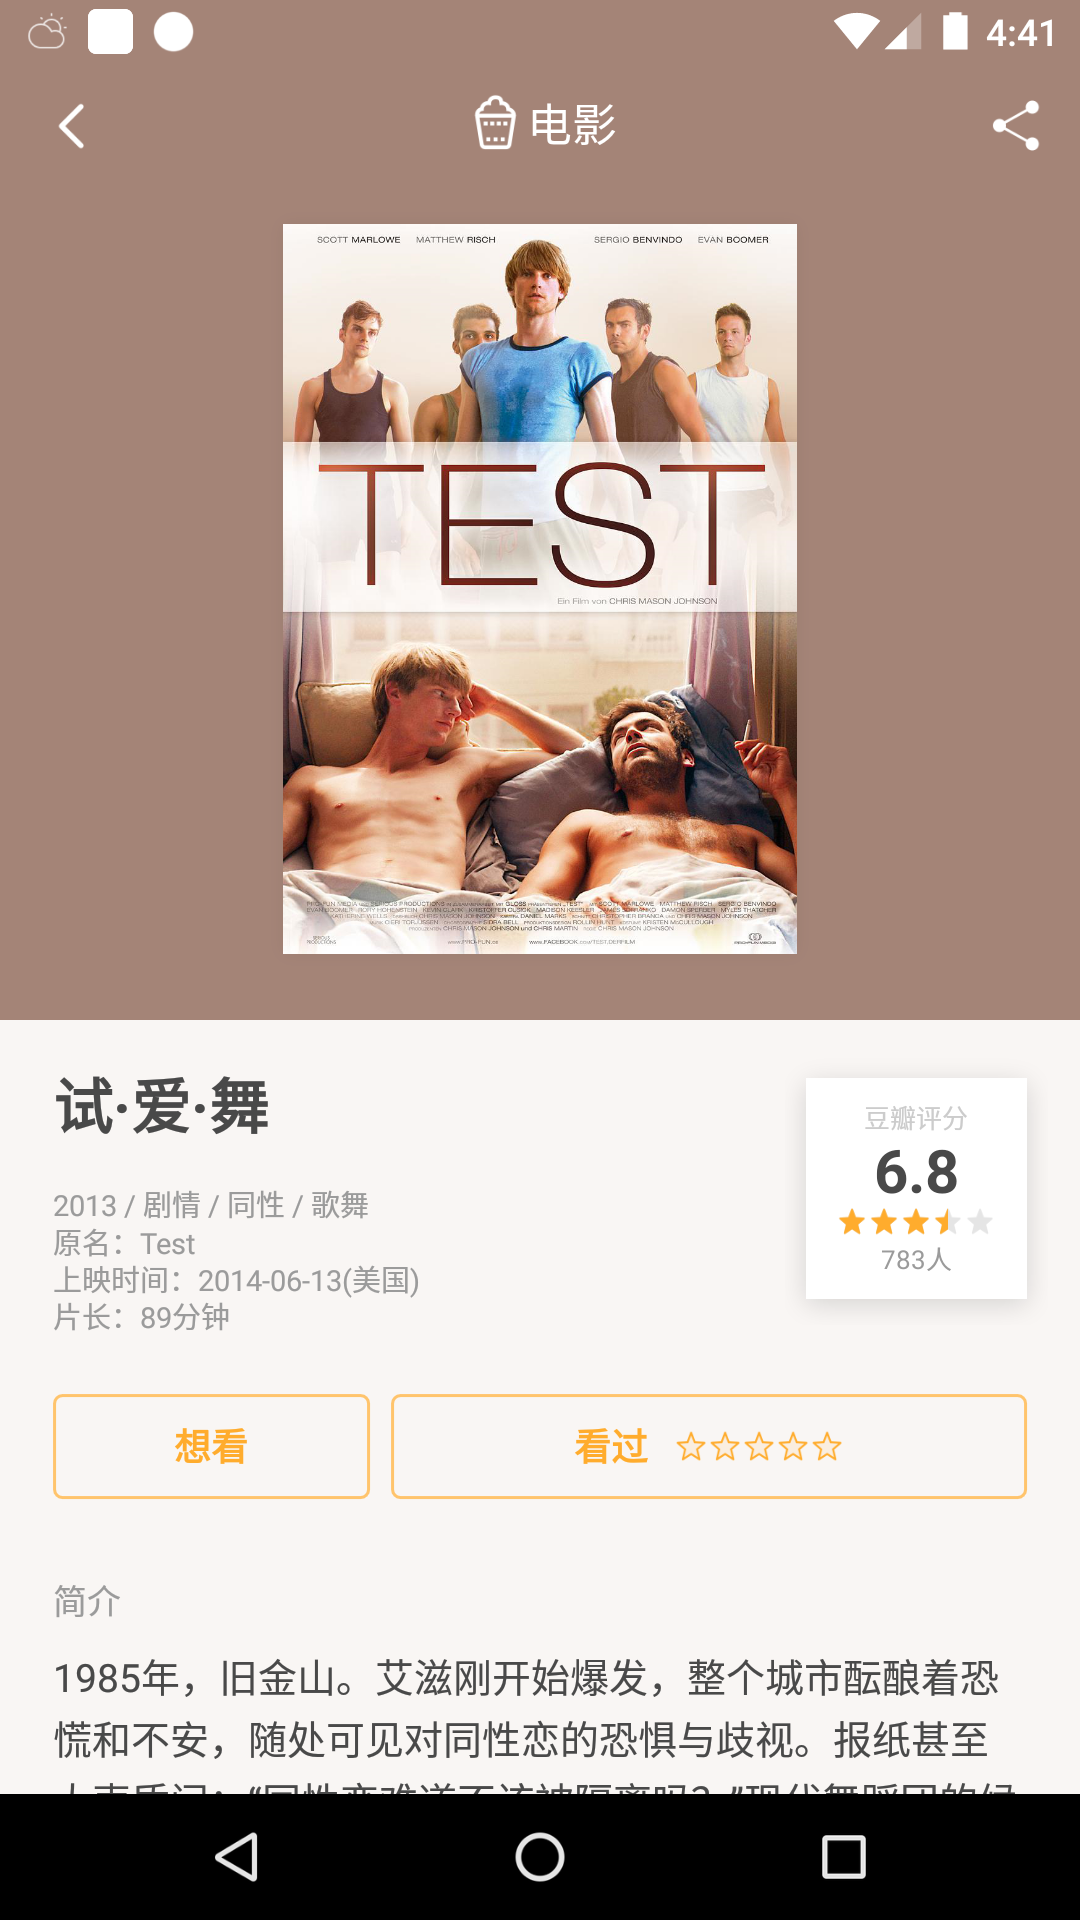 4:41
电影
SCOTT MARLOWE MATTHEW RISCH SERGIO BENVINDO EVAN BOOMER
TEST
Ein Film von CHRIS MASON JOHNSON
试·爱·舞
豆瓣评分
6.8
783人
2013 / 剧情 / 同性 / 歌舞
原名：Test
上映时间：2014-06-13(美国)
片长：89分钟
想看
看过
简介
1985年，旧金山。艾滋刚开始爆发，整个城市酝酿着恐
慌和不安，随处可见对同性恋的恐惧与歧视。报纸甚至